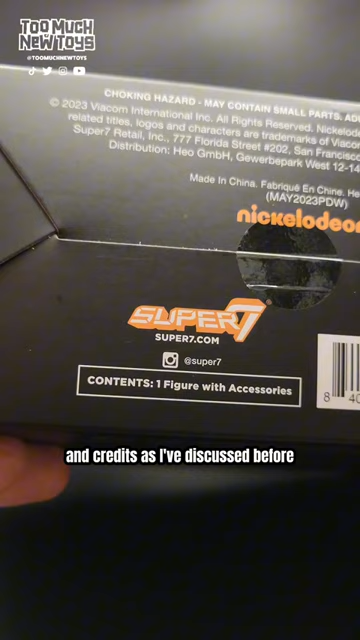 TOO MUCH
NEW TOYS
@TOOMUCHNEWTOYS
CHOKING HAZARD - MAY CONTAIN SMALL PARTS.
© 2023 Viacom International Inc. All Rights Reserved.
related titles, logos and characters are trademarks of
Super7 Retail, Inc., 777 Florida Street #202, San
Distribution: Heo GmbH, Gewerbepark West 12-14
Made in China. Fabriqué En Chine.
(MAY2023PDW)
nickelodeon
SUPER7®
SUPER7.COM
@super7
CONTENTS: 1 Figure with Accessories
8 40
and credits as I've discussed before